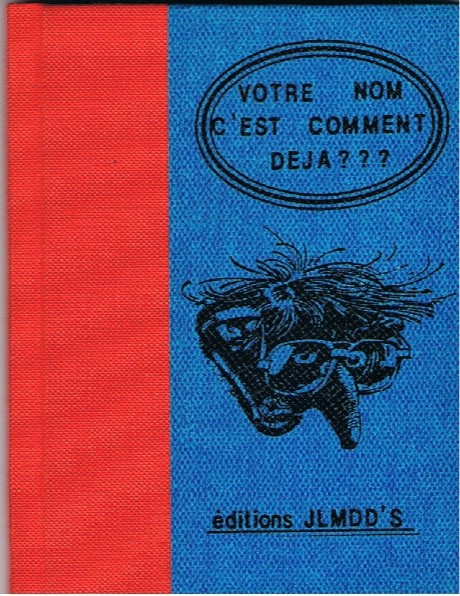 VOTRE NOM
C'EST COMMENT
DEJA???
éditions JLMDD'S